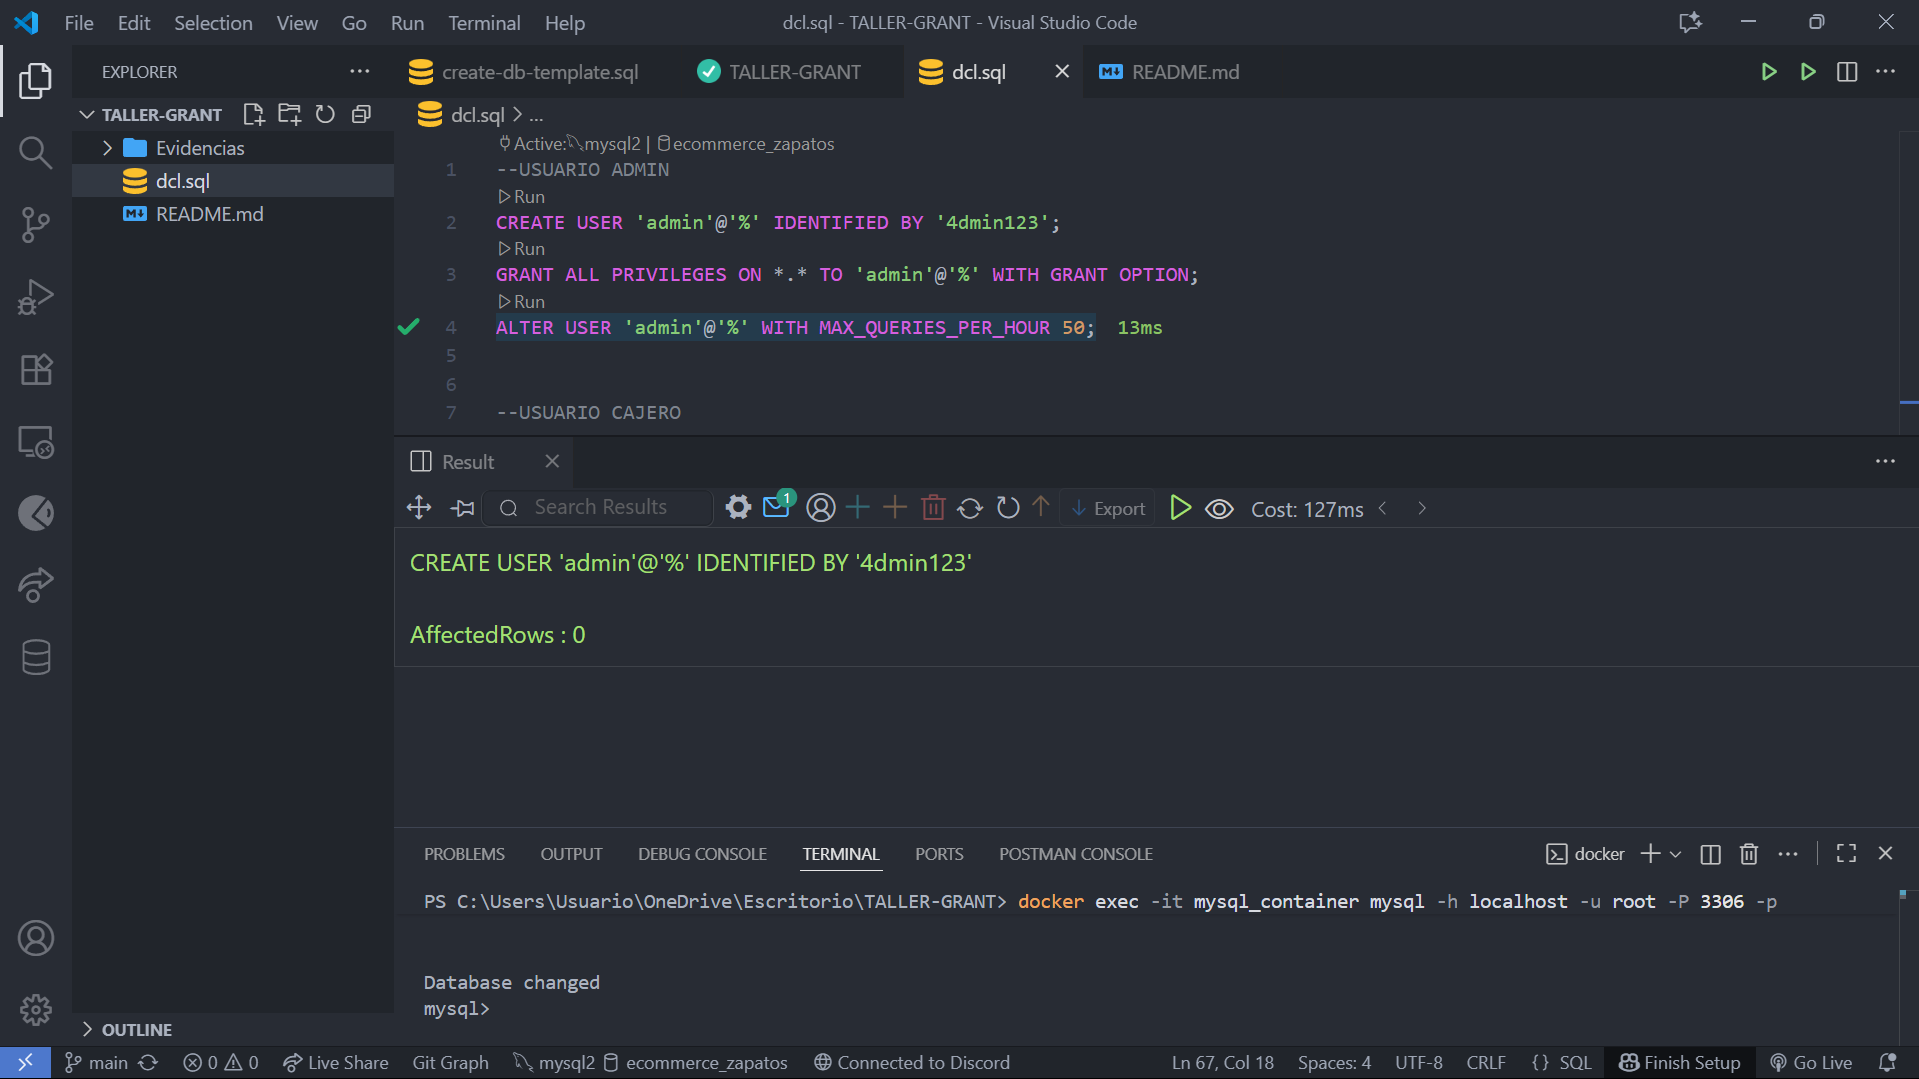 File Edit Selection View Go Run Terminal Help
dcl.sql - TALLER-GRANT - Visual Studio Code
EXPLORER
create-db-template.sql
TALLER-GRANT
dcl.sql
README.md
TALLER-GRANT
Evidencias
dcl.sql
README.md
dcl.sql > ...
Active: mysql2 | ecommerce_zapatos
1 --USUARIO ADMIN
Run
2 CREATE USER 'admin'@'%' IDENTIFIED BY '4dmin123';
Run
3 GRANT ALL PRIVILEGES ON *.* TO 'admin'@'%' WITH GRANT OPTION;
Run
4 ALTER USER 'admin'@'%' WITH MAX_QUERIES_PER_HOUR 50; 13ms
5
6
7 --USUARIO CAJERO
Result
Search Results
1
Export
Cost: 127ms
CREATE USER 'admin'@'%' IDENTIFIED BY '4dmin123'
AffectedRows : 0
PROBLEMS OUTPUT DEBUG CONSOLE TERMINAL PORTS POSTMAN CONSOLE
docker
PS C:\Users\Usuario\OneDrive\Escritorio\TALLER-GRANT> docker exec -it mysql_container mysql -h localhost -u root -P 3306 -p
Database changed
mysql>
OUTLINE
main 0 0 Live Share Git Graph mysql2 ecommerce_zapatos Connected to Discord Ln 67, Col 18 Spaces: 4 UTF-8 CRLF {} SQL Finish Setup Go Live